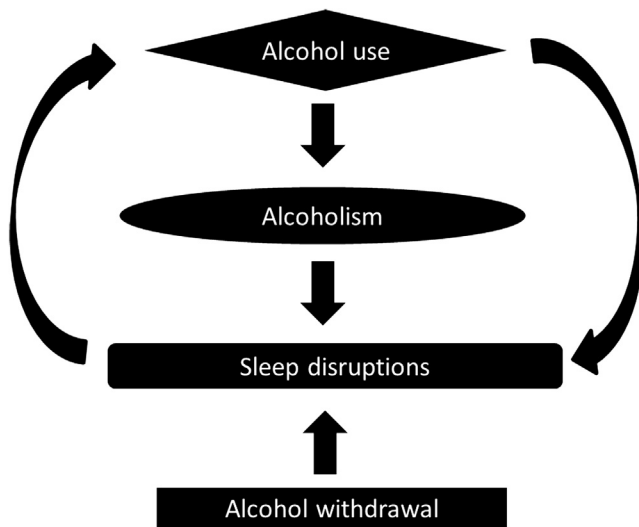 Alcohol use
Alcoholism
Sleep disruptions
Alcohol withdrawal